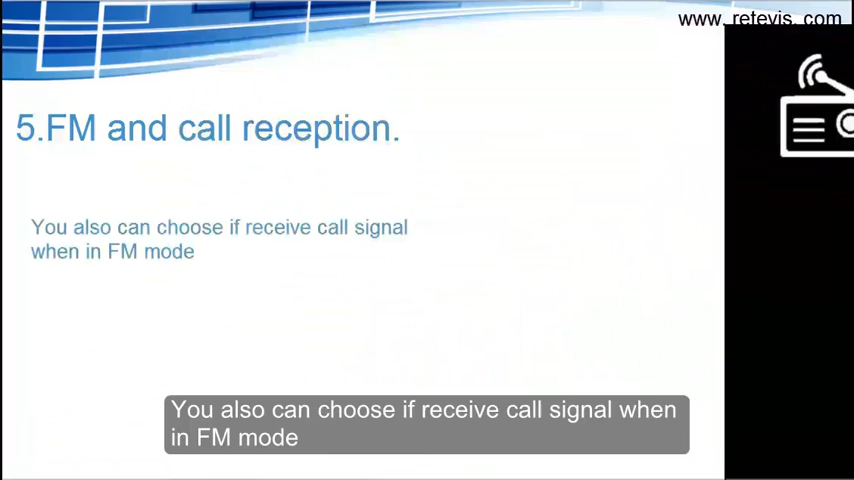 www. retevis. com
5.FM and call reception.
You also can choose if receive call signal
when in FM mode
You also can choose if receive call signal when
in FM mode